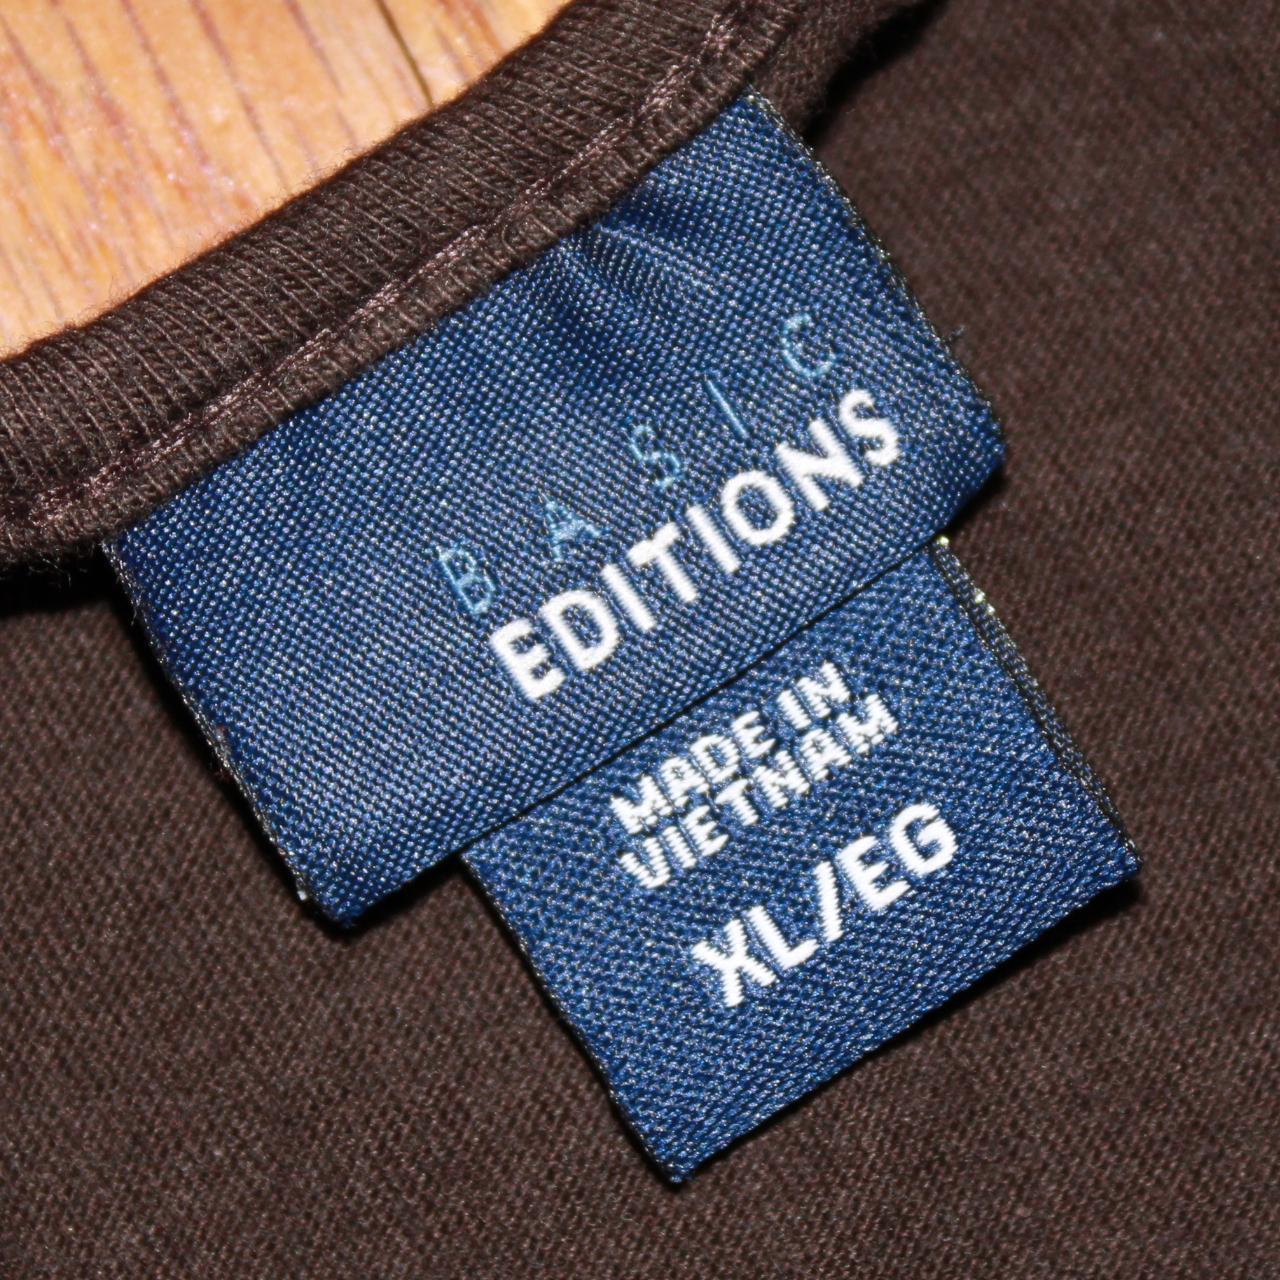 BASIC
EDITIONS
MADE IN
VIETNAM
XL/EG